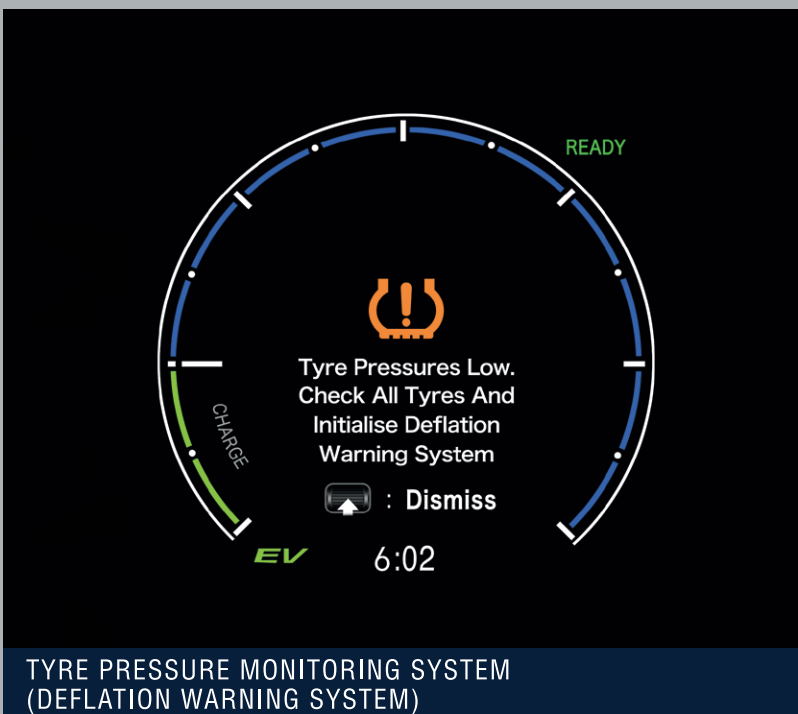 READY
Tyre Pressures Low.
Check All Tyres And
Initialise Deflation
Warning System
CHARGE
: Dismiss
EV
6:02
TYRE PRESSURE MONITORING SYSTEM
(DEFLATION WARNING SYSTEM)